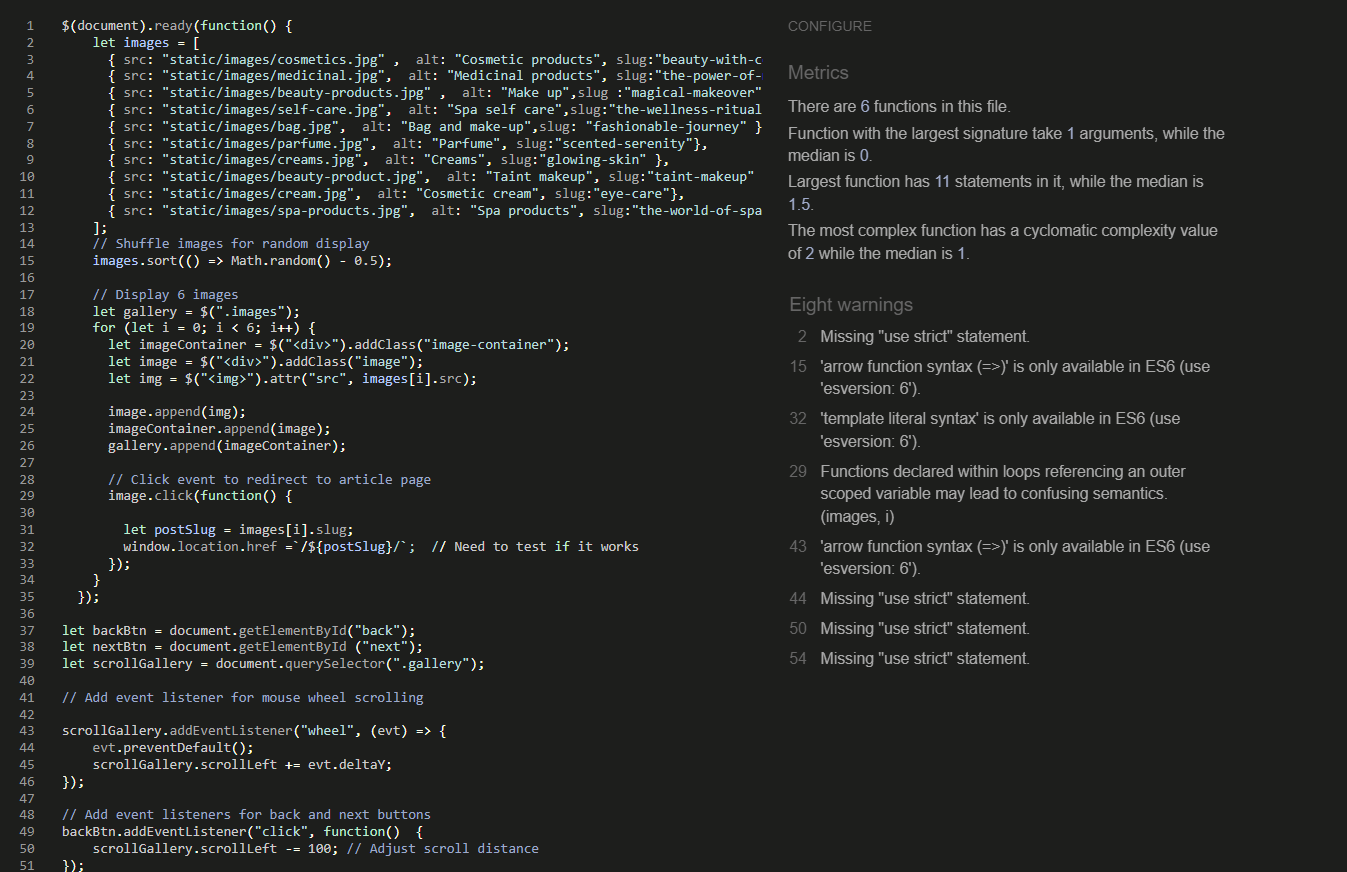 1 $(document).ready(function() {
2 let images = [
3 { src: "static/images/cosmetics.jpg" , alt: "Cosmetic products", slug:"beauty-with-c
4 { src: "static/images/medicinal.jpg", alt: "Medicinal products", slug:"the-power-of-
5 { src: "static/images/beauty-products.jpg" , alt: "Make up",slug :"magical-makeover"
6 { src: "static/images/self-care.jpg", alt: "Spa self care",slug:"the-wellness-ritual
7 { src: "static/images/bag.jpg", alt: "Bag and make-up",slug: "fashionable-journey" }
8 { src: "static/images/parfume.jpg", alt: "Parfume", slug:"scented-serenity"},
9 { src: "static/images/creams.jpg", alt: "Creams", slug:"glowing-skin" },
10 { src: "static/images/beauty-product.jpg", alt: "Taint makeup", slug:"taint-makeup"
11 { src: "static/images/cream.jpg", alt: "Cosmetic cream", slug:"eye-care"},
12 { src: "static/images/spa-products.jpg", alt: "Spa products", slug:"the-world-of-spa
13 ];
14 // Shuffle images for random display
15 images.sort(() => Math.random() - 0.5);
16
17 // Display 6 images
18 let gallery = $(".images");
19 for (let i = 0; i < 6; i++) {
20 let imageContainer = $("<div>").addClass("image-container");
21 let image = $("<div>").addClass("image");
22 let img = $("<img>").attr("src", images[i].src);
23
24 image.append(img);
25 imageContainer.append(image);
26 gallery.append(imageContainer);
27
28 // Click event to redirect to article page
29 image.click(function() {
30
31 let postSlug = images[i].slug;
32 window.location.href =`/${postSlug}/`; // Need to test if it works
33 });
34 }
35 });
36
37 let backBtn = document.getElementById("back");
38 let nextBtn = document.getElementById ("next");
39 let scrollGallery = document.querySelector(".gallery");
40
41 // Add event listener for mouse wheel scrolling
42
43 scrollGallery.addEventListener("wheel", (evt) => {
44 evt.preventDefault();
45 scrollGallery.scrollLeft += evt.deltaY;
46 });
47
48 // Add event listeners for back and next buttons
49 backBtn.addEventListener("click", function() {
50 scrollGallery.scrollLeft -= 100; // Adjust scroll distance
51 });
CONFIGURE
Metrics
There are 6 functions in this file.
Function with the largest signature take 1 arguments, while the
median is 0.
Largest function has 11 statements in it, while the median is
1.5.
The most complex function has a cyclomatic complexity value
of 2 while the median is 1.
Eight warnings
2 Missing "use strict" statement.
15 'arrow function syntax (=>)' is only available in ES6 (use
'esversion: 6').
32 'template literal syntax' is only available in ES6 (use
'esversion: 6').
29 Functions declared within loops referencing an outer
scoped variable may lead to confusing semantics.
(images, i)
43 'arrow function syntax (=>)' is only available in ES6 (use
'esversion: 6').
44 Missing "use strict" statement.
50 Missing "use strict" statement.
54 Missing "use strict" statement.